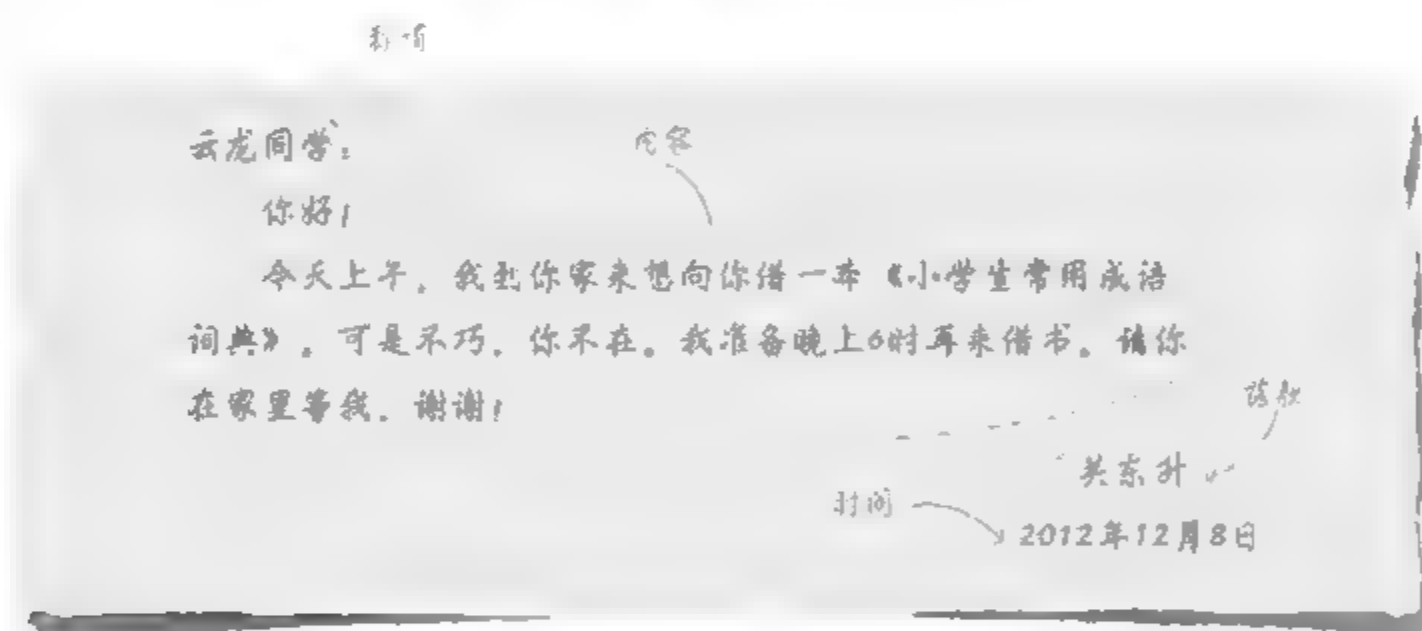 称谓
云龙同学：
内容
你好！
今天上午，我到你家来想向你借一本《小学生常用成语
词典》，可是不巧，你不在。我准备晚上6时再来借书，请你
在家里等我，谢谢！
落款
关东升
时间
2012年12月8日